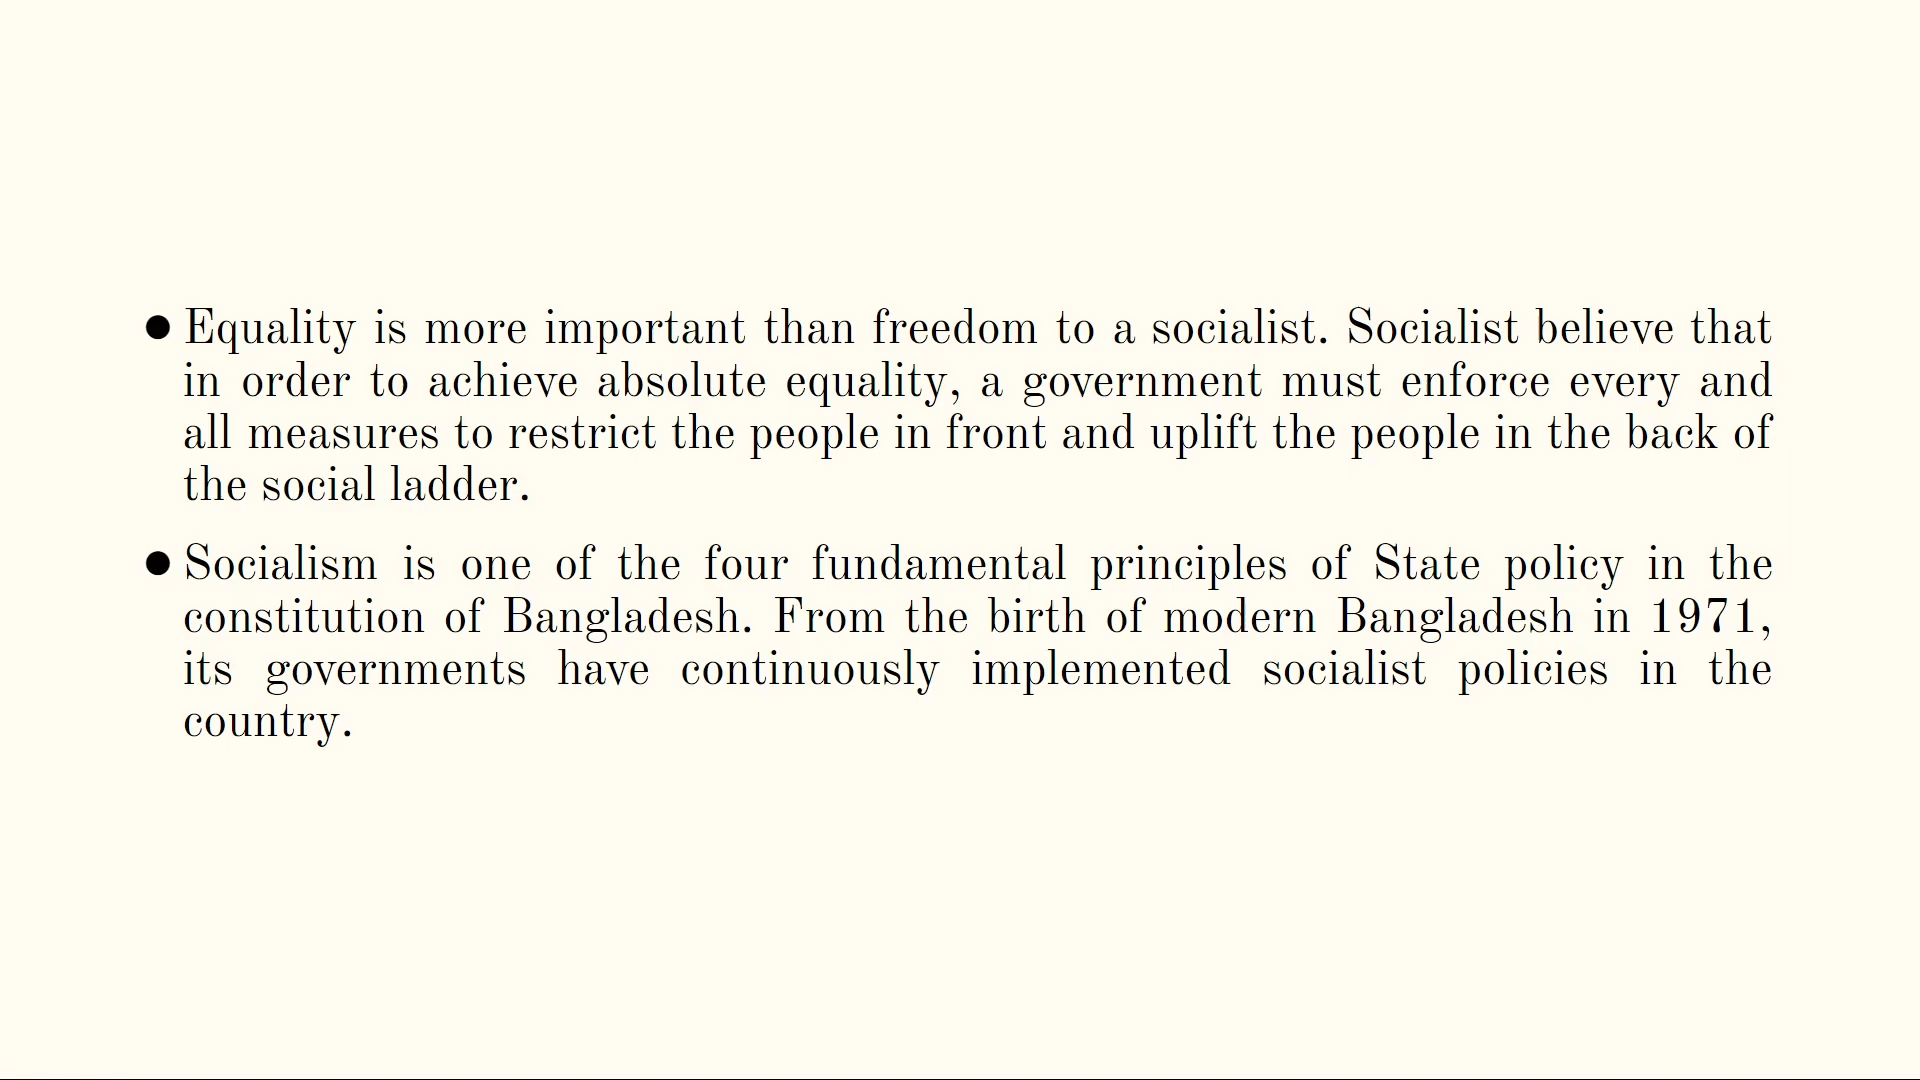 ● Equality is more important than freedom to a socialist. Socialist believe that
in order to achieve absolute equality, a government must enforce every and
all measures to restrict the people in front and uplift the people in the back of
the social ladder.
● Socialism is one of the four fundamental principles of State policy in the
constitution of Bangladesh. From the birth of modern Bangladesh in 1971,
its governments have continuously implemented socialist policies in the
country.